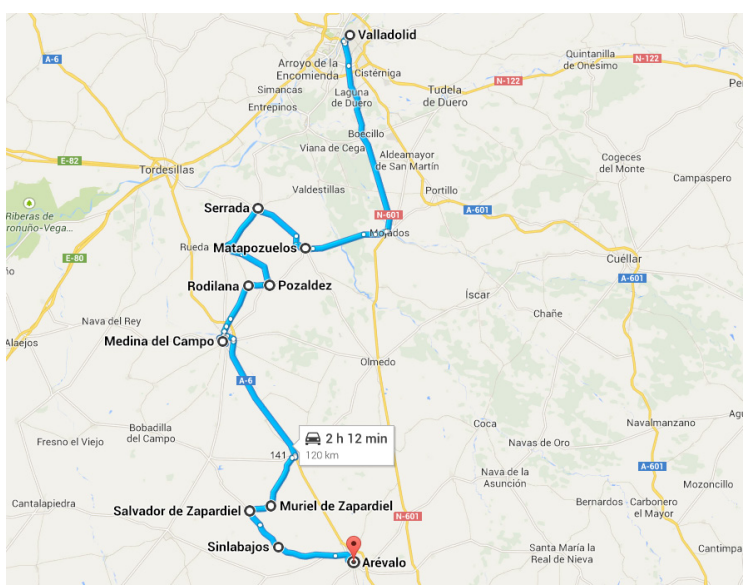 Valladolid
A-6
N-122
Quintanilla
de Onésimo
Arroyo de la
Encomienda
Cistérniga
N-122
Simancas
Laguna
de Duero
Tudela
de Duero
Entrepinos
Boecillo
Viana de Cega
E-82
Aldeamayor
de San Martín
Cogeces
del Monte
Tordesillas
Campaspero
Valdestillas
Portillo
Riberas de
Serrada
N-601
A-601
Mojados
Rueda
Matapozuelos
E-80
Cuéllar
A-601
Rodilana
Pozaldez
Íscar
Chañe
Nava del Rey
Alaejos
Medina del Campo
Olmedo
A-6
Bobadilla
del Campo
Coca
Navalmanzano
Fresno el Viejo
2 h 12 min
120 km
Navas de Oro
141
A-601
Nava de la
Asunción
Mozoncillo
Cantalapiedra
Salvador de Zapardiel
Muriel de Zapardiel
Bernardos
Carbonero
el Mayor
N-601
Sinlabajos
Arévalo
Santa María la
Real de Nieva
Cantimpa